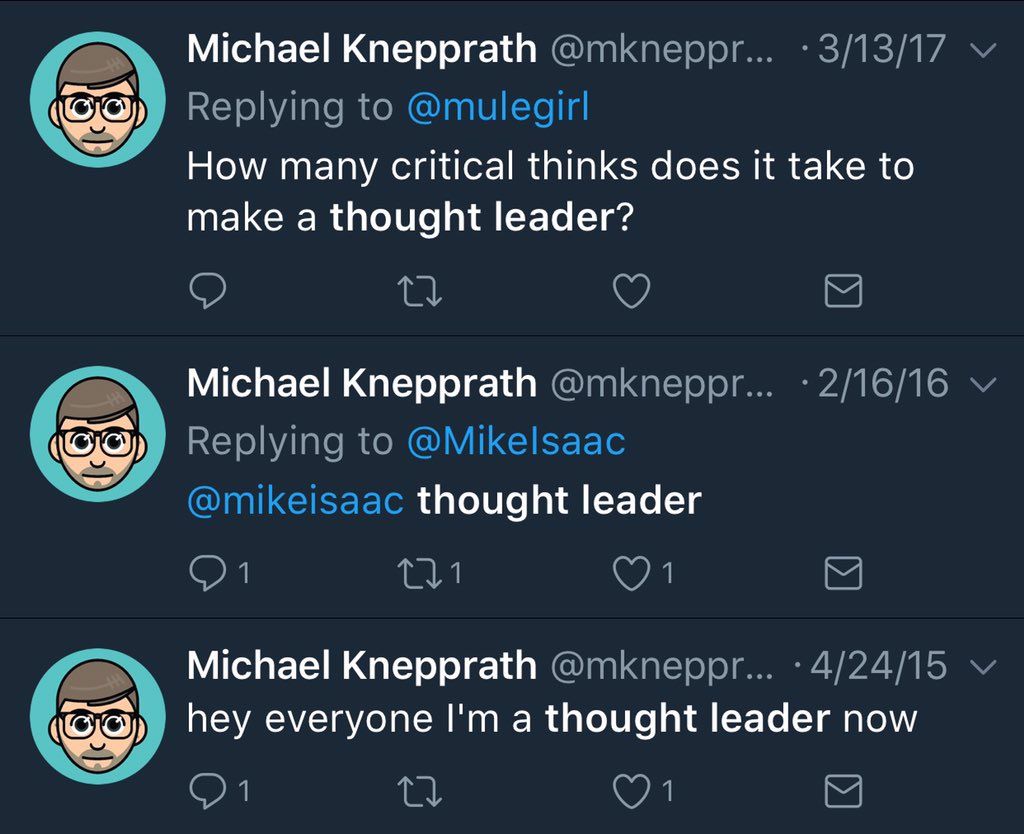 Michael Knepprath @mkneppr... · 3/13/17
Replying to @mulegirl
How many critical thinks does it take to
make a thought leader?
Michael Knepprath @mkneppr... · 2/16/16
Replying to @MikeIsaac
@mikeisaac thought leader
1 1 1
Michael Knepprath @mkneppr... · 4/24/15
hey everyone I'm a thought leader now
1 1